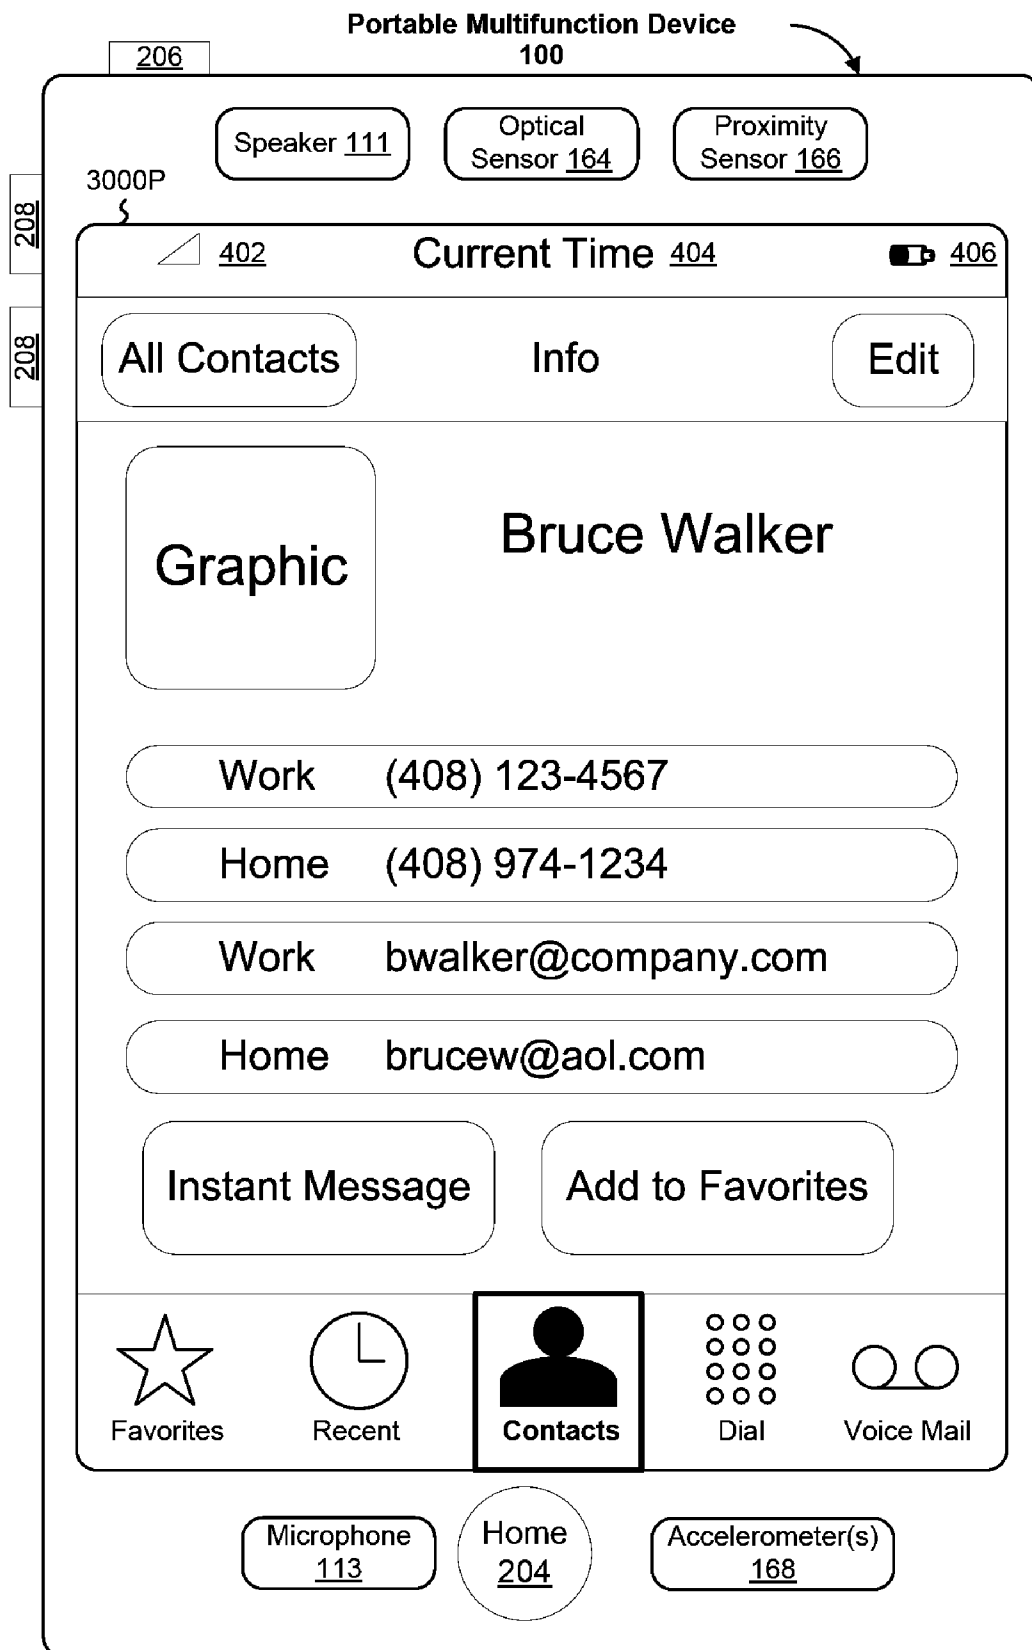 Portable Multifunction Device
100
206
Speaker 111
Optical
Sensor 164
Proximity
Sensor 166
3000P
208
208
402
Current Time 404
406
All Contacts
Info
Edit
Graphic
Bruce Walker
Work (408) 123-4567
Home (408) 974-1234
Work bwalker@company.com
Home brucew@aol.com
Instant Message
Add to Favorites
Favorites
Recent
Contacts
Dial
Voice Mail
Microphone
113
Home
204
Accelerometer(s)
168